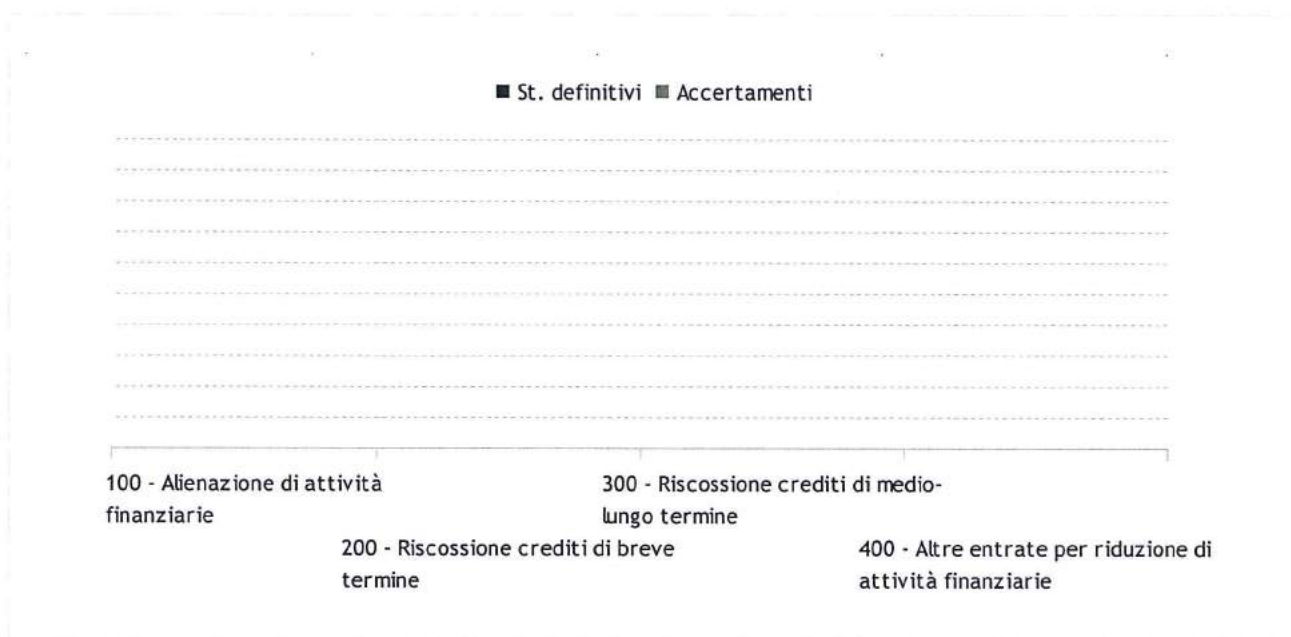 St. definitivi Accertamenti
100 - Alienazione di attività
finanziarie
200 - Riscossione crediti di breve
termine
300 - Riscossione crediti di medio-
lungo termine
400 - Altre entrate per riduzione di
attività finanziarie